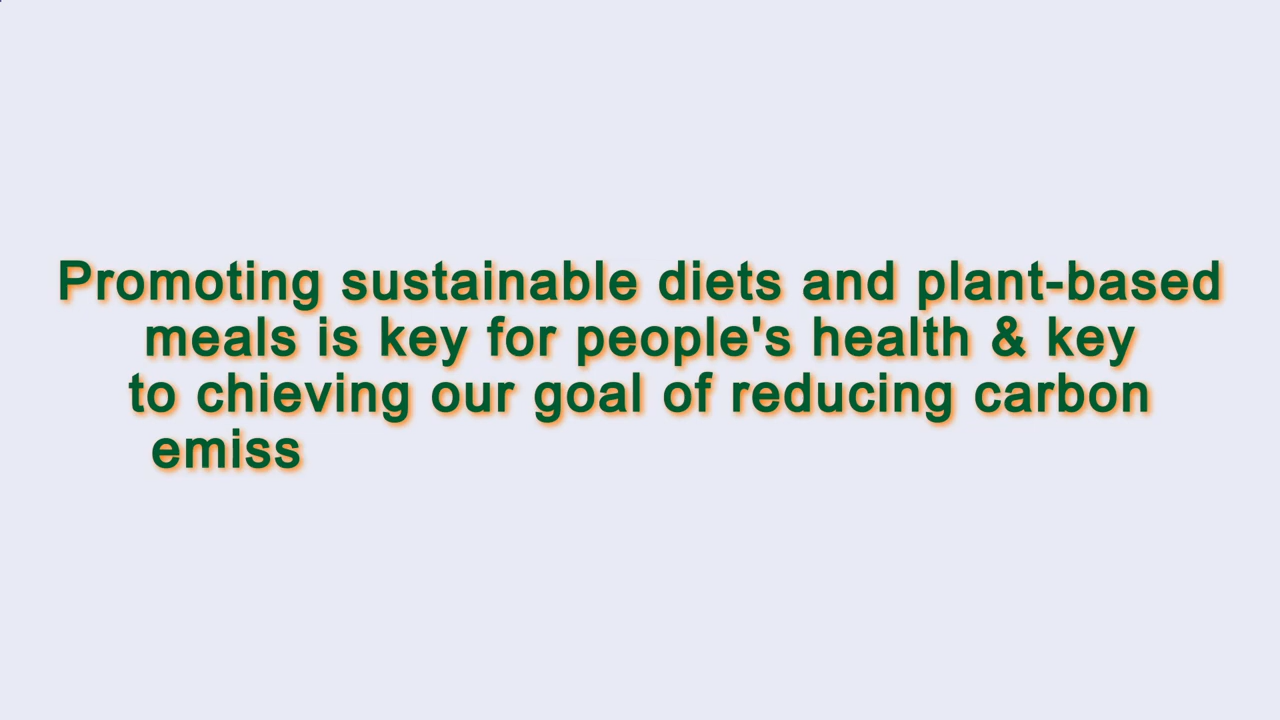 Promoting sustainable diets and plant-based
meals is key for people's health & key
to chieving our goal of reducing carbon
emiss